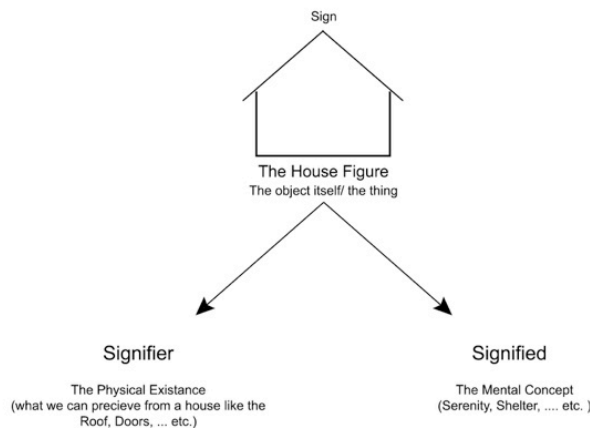 Sign
The House Figure
The object itself/ the thing
Signifier
Signified
The Physical Existance
(what we can precieve from a house like the
Roof, Doors, ... etc.)
The Mental Concept
(Serenity, Shelter, .... etc. )